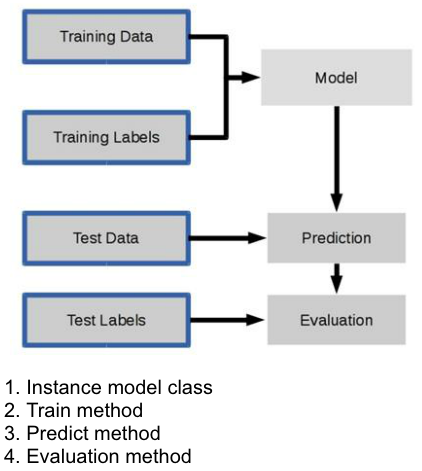 Training Data
Model
Training Labels
Test Data
Prediction
Test Labels
Evaluation
1. Instance model class
2. Train method
3. Predict method
4. Evaluation method